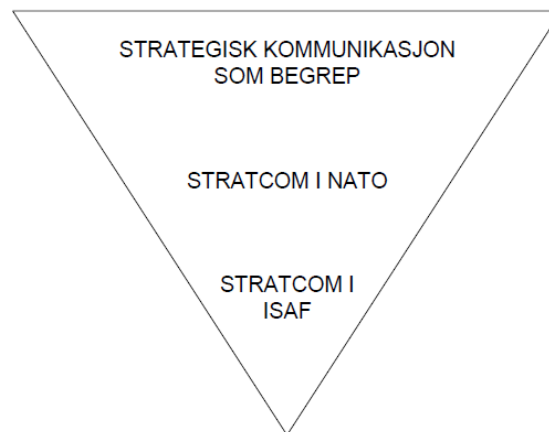 STRATEGISK KOMMUNIKASJON
SOM BEGREP
STRATCOM I NATO
STRATCOM I
ISAF